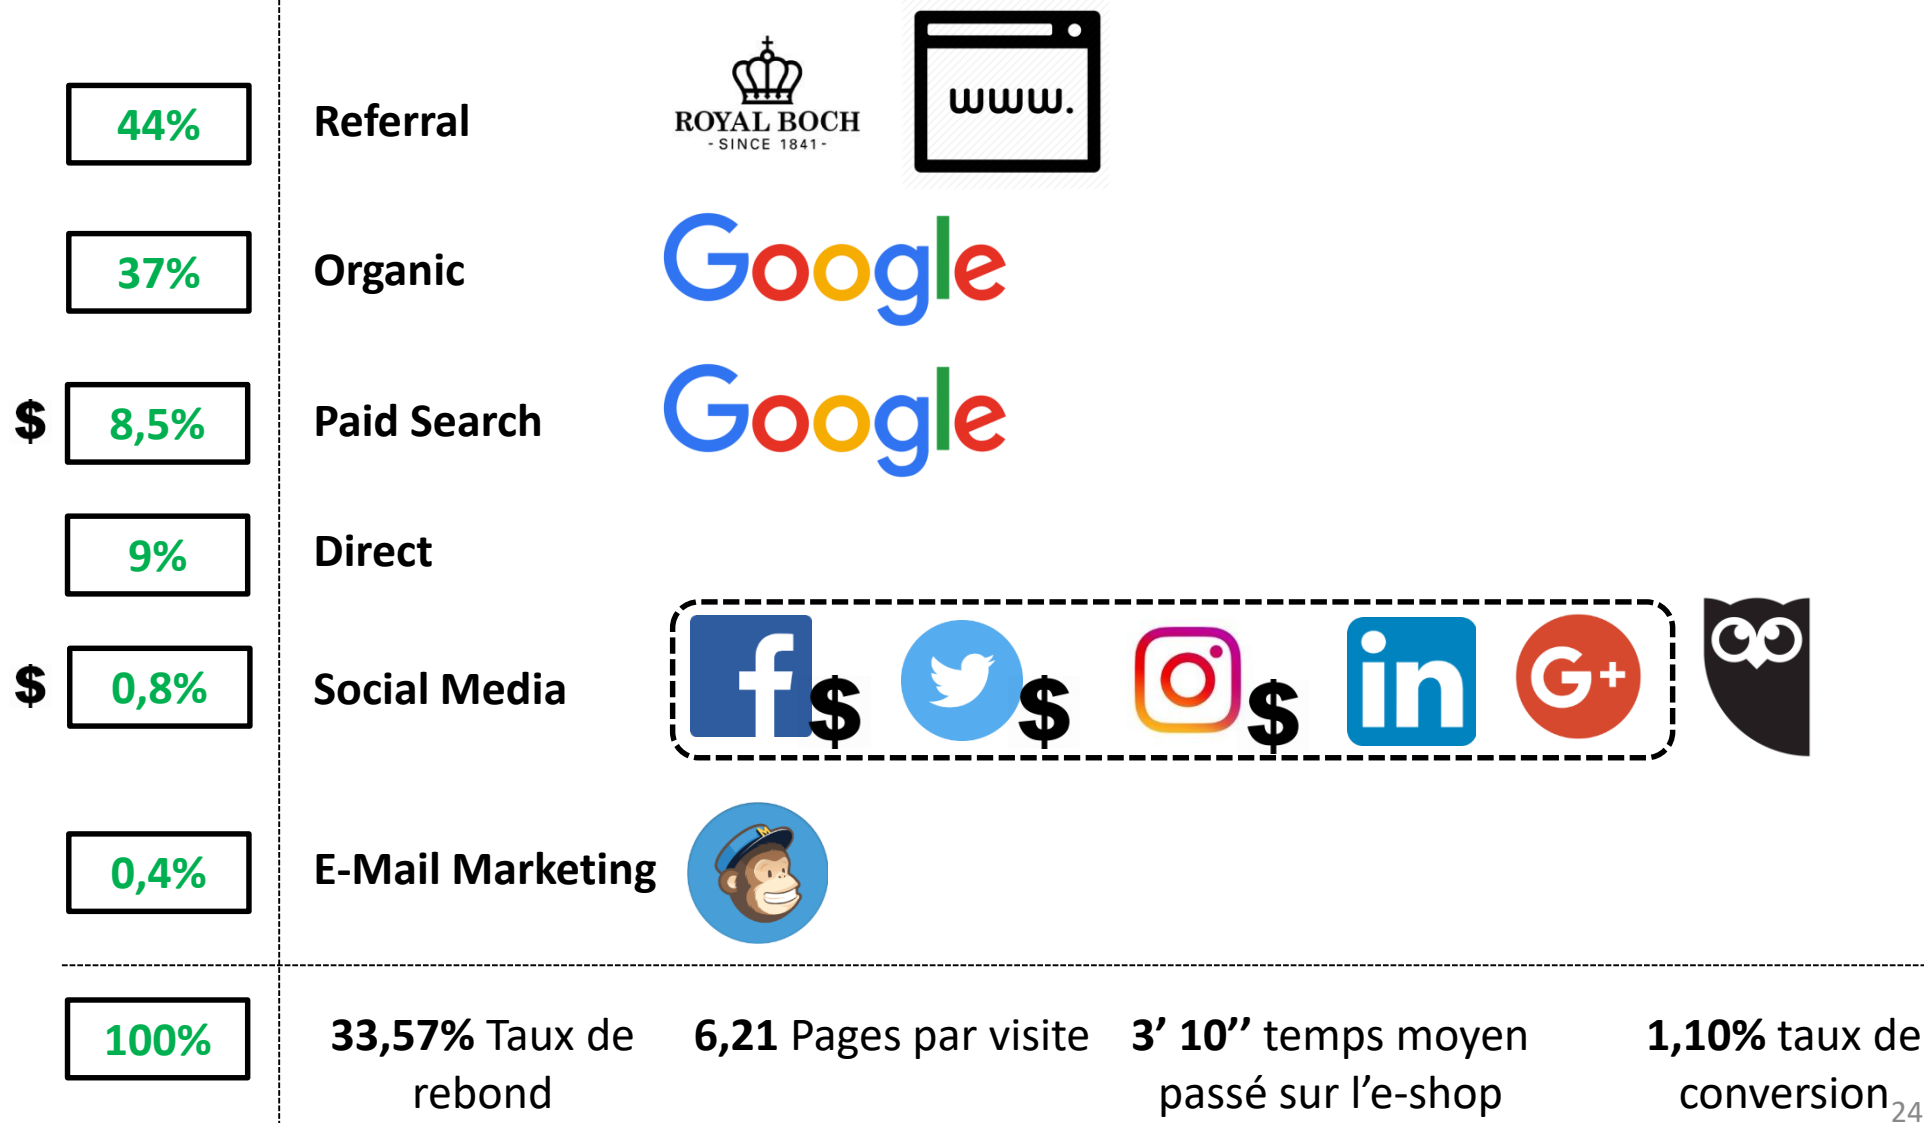 44%
Referral
ROYAL BOCH
- SINCE 1841 -
www.
37%
Organic
Google
$
8,5%
Paid Search
Google
9%
Direct
$
0,8%
Social Media
f
$
$
$
in
G+
0,4%
E-Mail Marketing
M
100%
33,57% Taux de
rebond
6,21 Pages par visite
3’ 10’’ temps moyen
passé sur l’e-shop
1,10% taux de
conversion
24